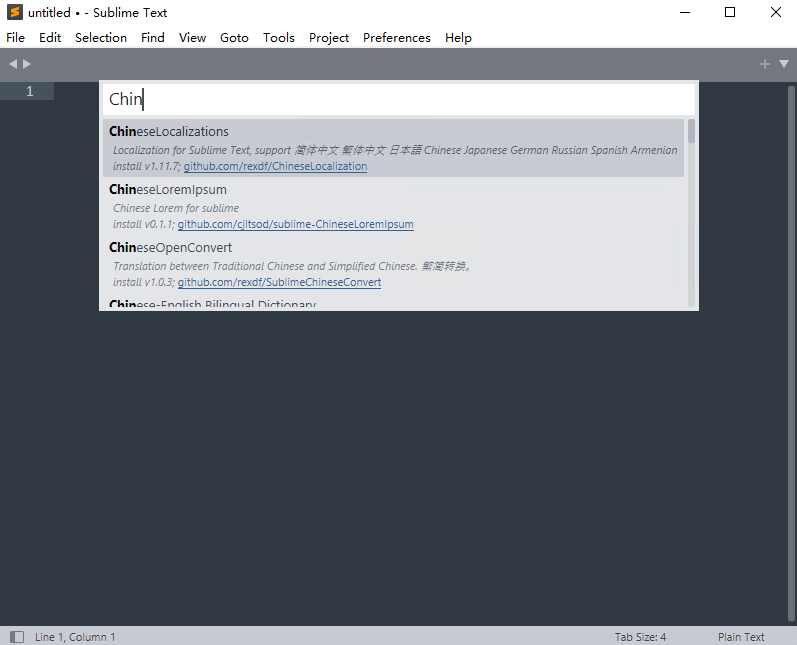 untitled • - Sublime Text
File Edit Selection Find View Goto Tools Project Preferences Help
1
Chin
ChineseLocalizations
Localization for Sublime Text, support 简体中文 繁体中文 日本語 Chinese Japanese German Russian Spanish Armenian
install v1.11.7; github.com/rexdf/ChineseLocalization
ChineseLoremIpsum
Chinese Lorem for sublime
install v0.1.1; github.com/cjltsod/sublime-ChineseLoremIpsum
ChineseOpenConvert
Translation between Traditional Chinese and Simplified Chinese. 繁简转换。
install v1.0.3; github.com/rexdf/SublimeChineseConvert
Chinese-English Bilingual Dictionary
Line 1, Column 1 Tab Size: 4 Plain Text